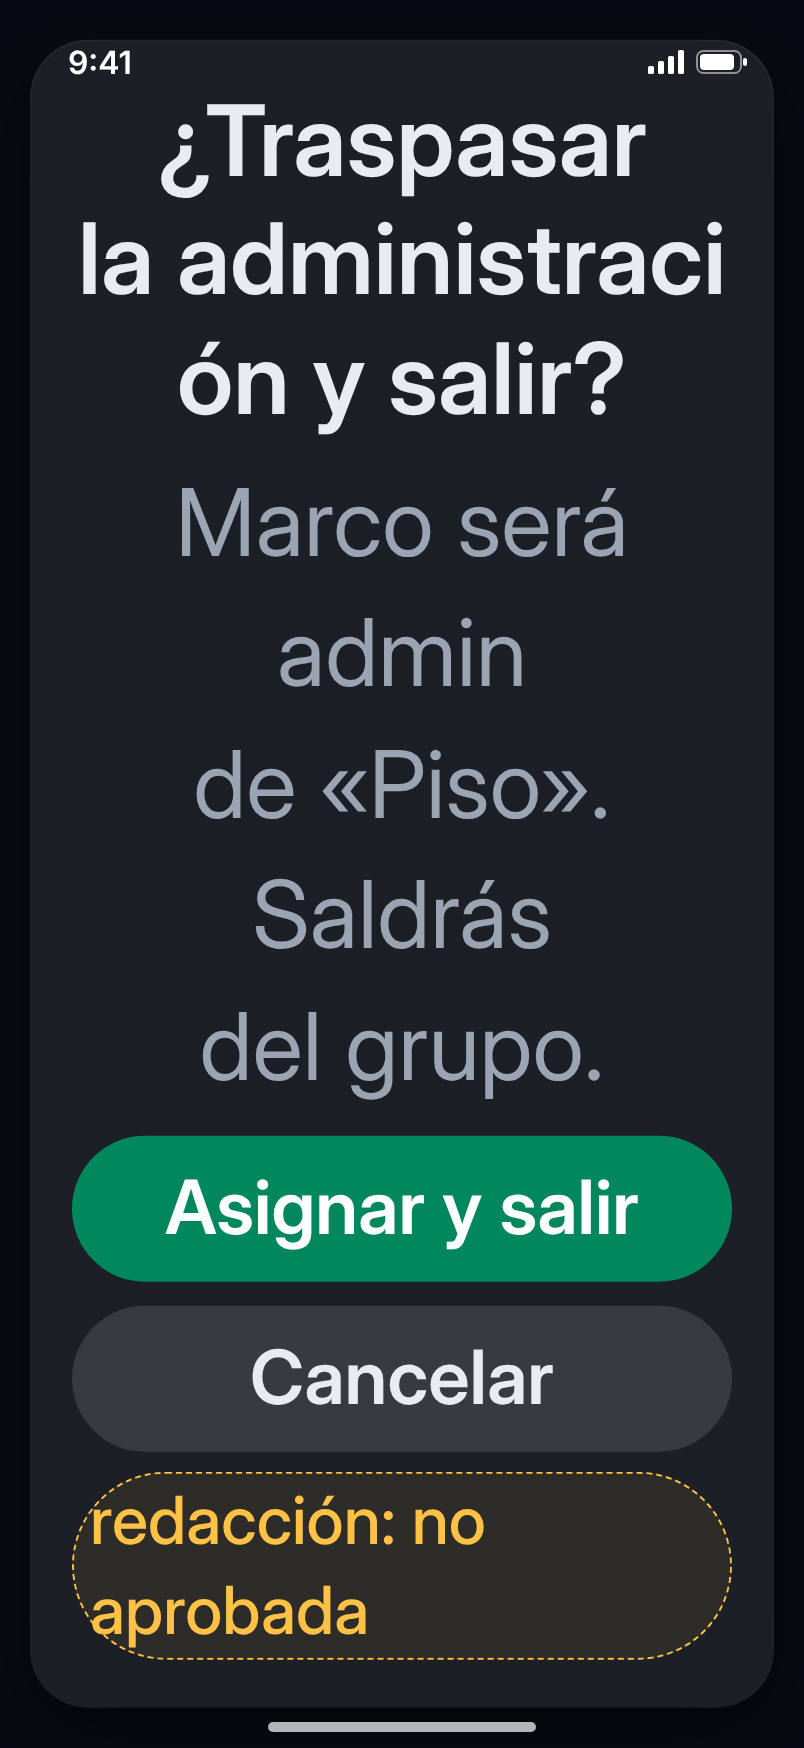 9:41
¿Traspasar
la administraci
ón y salir?
Marco será
admin
de «Piso».
Saldrás
del grupo.
Asignar y salir
Cancelar
redacción: no
aprobada